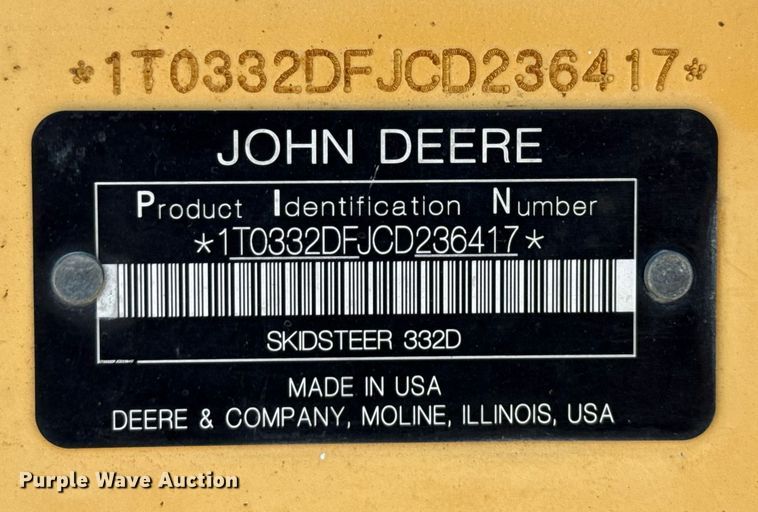 *1T0332DFJCD236417*
JOHN DEERE
Product Identification Number
*1T0332DFJCD236417*
SKIDSTEER 332D
MADE IN USA
DEERE & COMPANY, MOLINE, ILLINOIS, USA
Purple Wave Auction